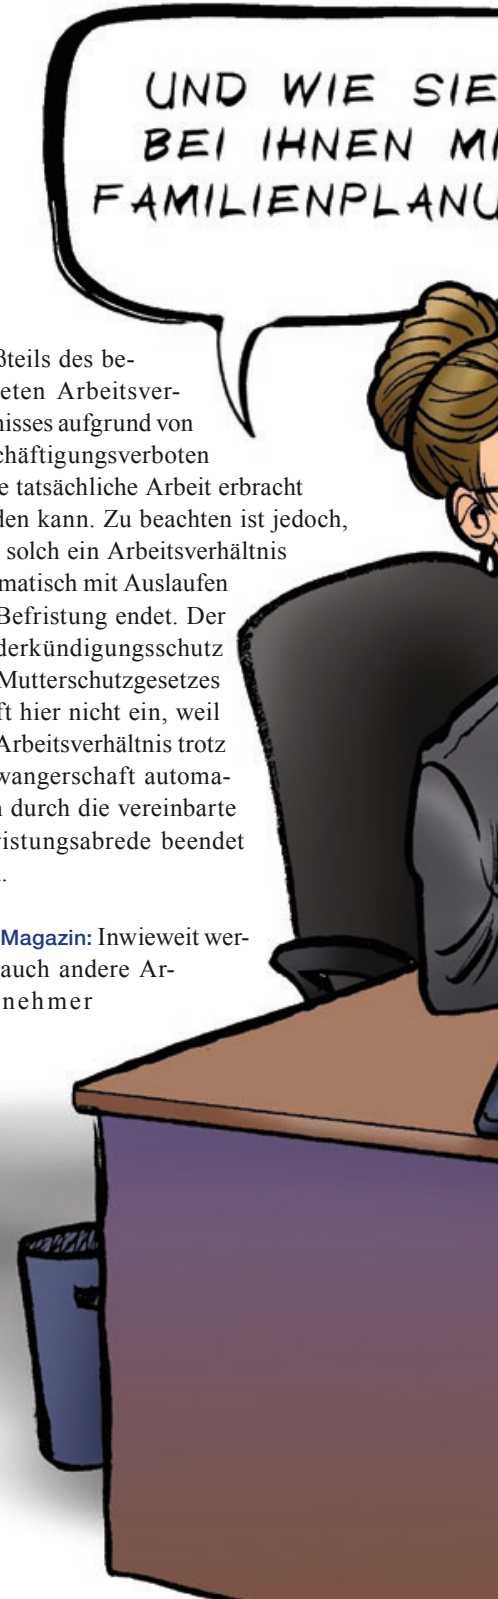 UND WIE SIE
BEI IHNEN MI
FAMILIENPLANU
ßteils des be-
eten Arbeitsver-
nisses aufgrund von
chäftigungsverboten
e tatsächliche Arbeit erbracht
den kann. Zu beachten ist jedoch,
solch ein Arbeitsverhältnis
matisch mit Auslaufen
Befristung endet. Der
derkündigungsschutz
Mutterschutzgesetzes
ft hier nicht ein, weil
Arbeitsverhältnis trotz
wangerschaft automa-
n durch die vereinbarte
ristungsabrede beendet
.
Magazin: Inwieweit wer-
auch andere Ar-
nehmer